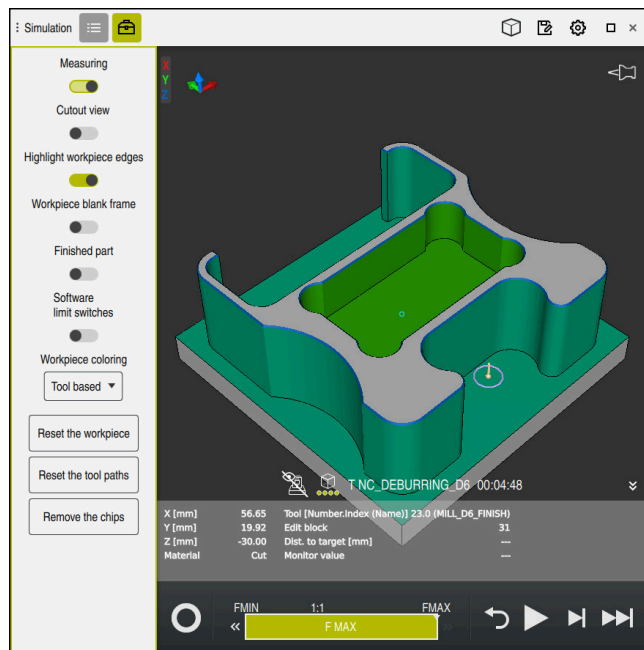 Simulation
Measuring
Cutout view
Highlight workpiece edges
Workpiece blank frame
Finished part
Software
limit switches
Workpiece coloring
Tool based
Reset the workpiece
Reset the tool paths
Remove the chips
X
Y
Z
T NC_DEBURRING_D6 00:04:48
X [mm] 56.65 Tool [Number.Index (Name)] 23.0 (MILL_D6_FINISH)
Y [mm] 19.92 Edit block 31
Z [mm] -30.00 Dist. to target [mm] ---
Material Cut Monitor value ---
FMIN 1:1 FMAX
F MAX